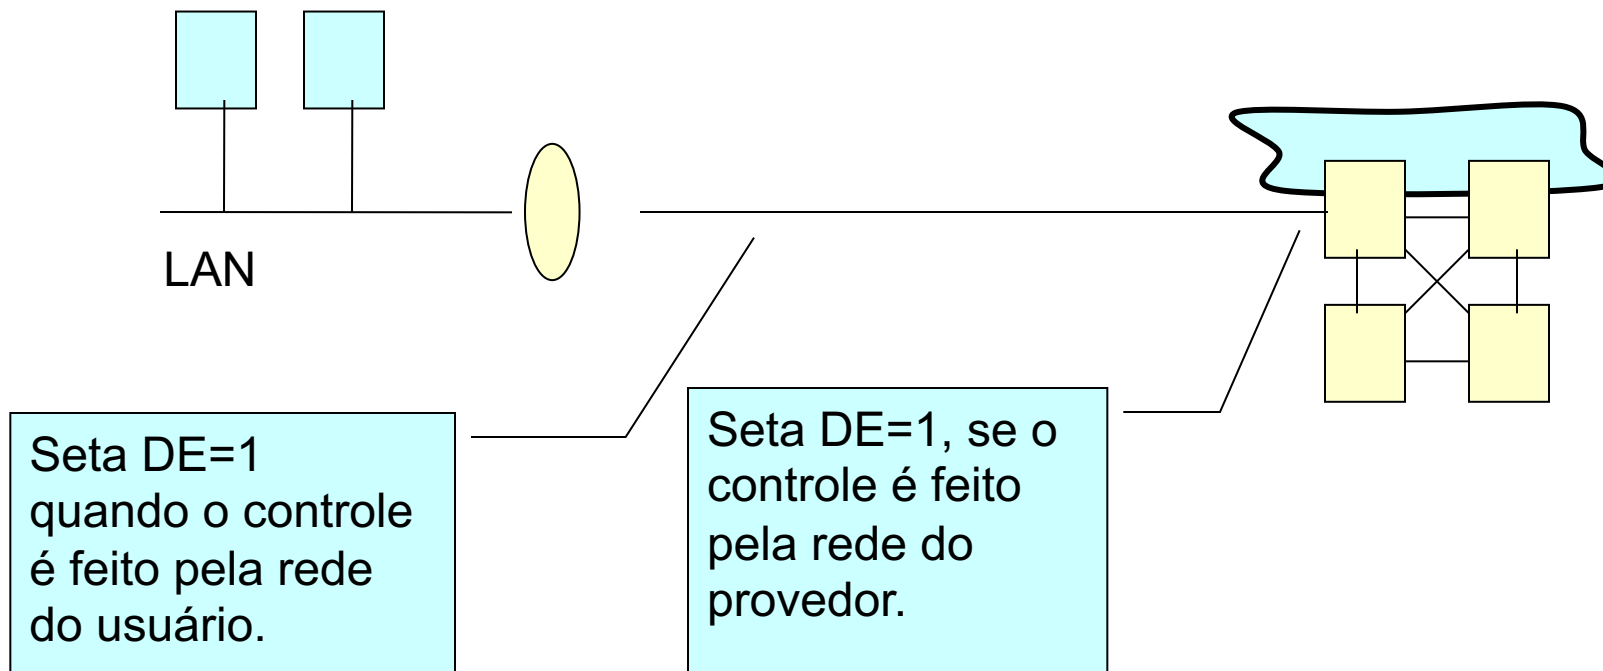 LAN
Seta DE=1
quando o controle
é feito pela rede
do usuário.
Seta DE=1, se o
controle é feito
pela rede do
provedor.